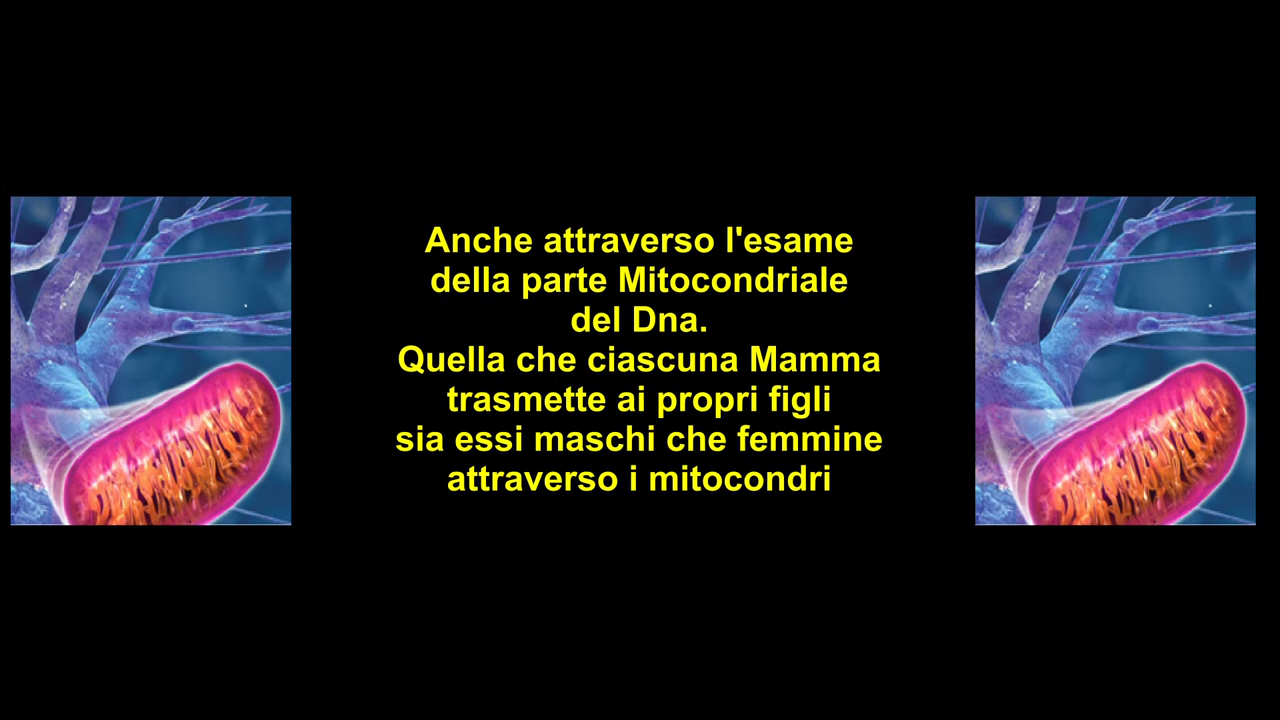 Anche attraverso l'esame
della parte Mitocondriale
del Dna.
Quella che ciascuna Mamma
trasmette ai propri figli
sia essi maschi che femmine
attraverso i mitocondri